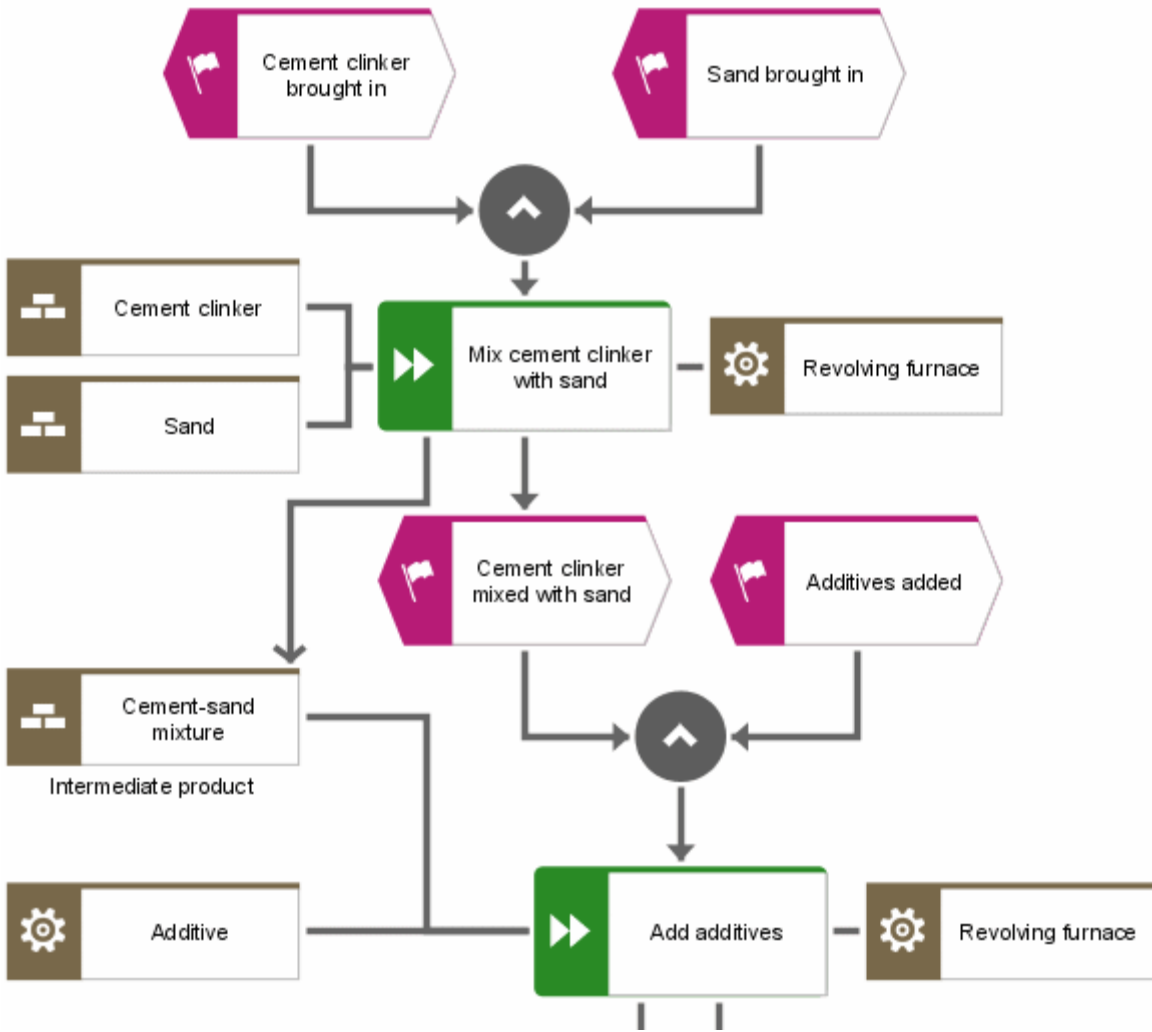 Cement clinker
brought in
Sand brought in
Cement clinker
Mix cement clinker
with sand
Revolving furnace
Sand
Cement clinker
mixed with sand
Additives added
Cement-sand
mixture
Intermediate product
Additive
Add additives
Revolving furnace